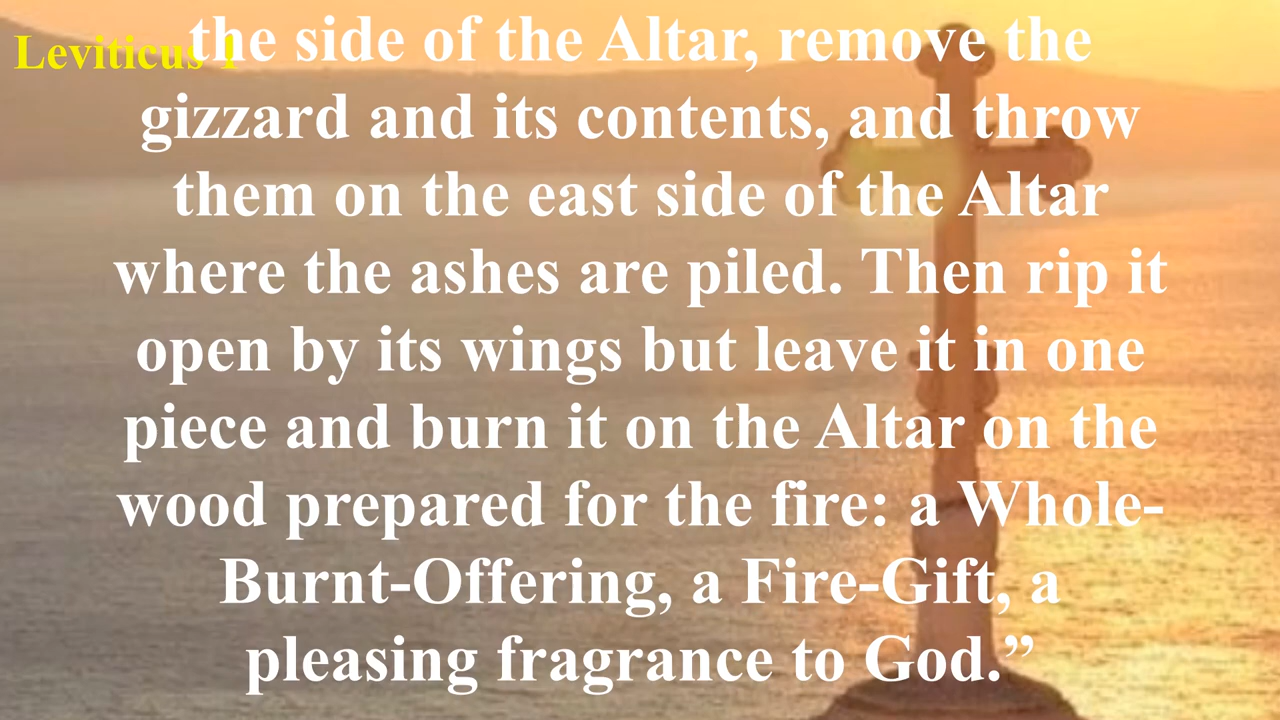 Leviticus 1
the side of the Altar, remove the
gizzard and its contents, and throw
them on the east side of the Altar
where the ashes are piled. Then rip it
open by its wings but leave it in one
piece and burn it on the Altar on the
wood prepared for the fire: a Whole-
Burnt-Offering, a Fire-Gift, a
pleasing fragrance to God.”